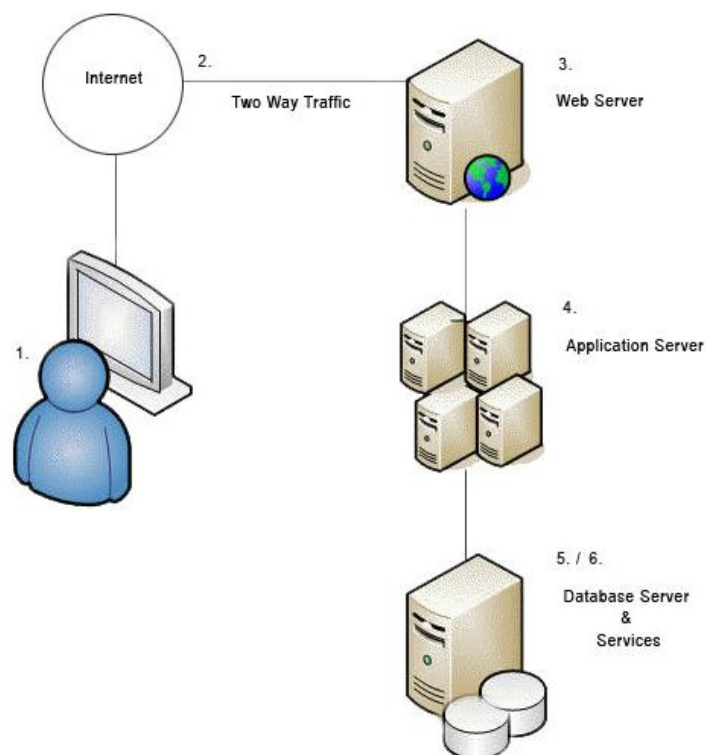 Internet
2.
Two Way Traffic
3.
Web Server
1.
4.
Application Server
5. / 6.
Database Server
&
Services